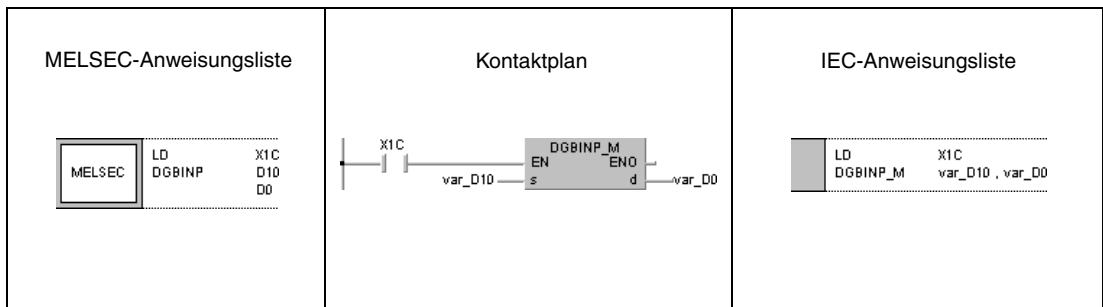 MELSEC-Anweisungsliste
MELSEC
LD X1C
DGBINP D10
D0
Kontaktplan
X1C
DGBINP_M
EN ENO
var_D10 s d var_D0
IEC-Anweisungsliste
LD X1C
DGBINP_M var_D10 , var_D0